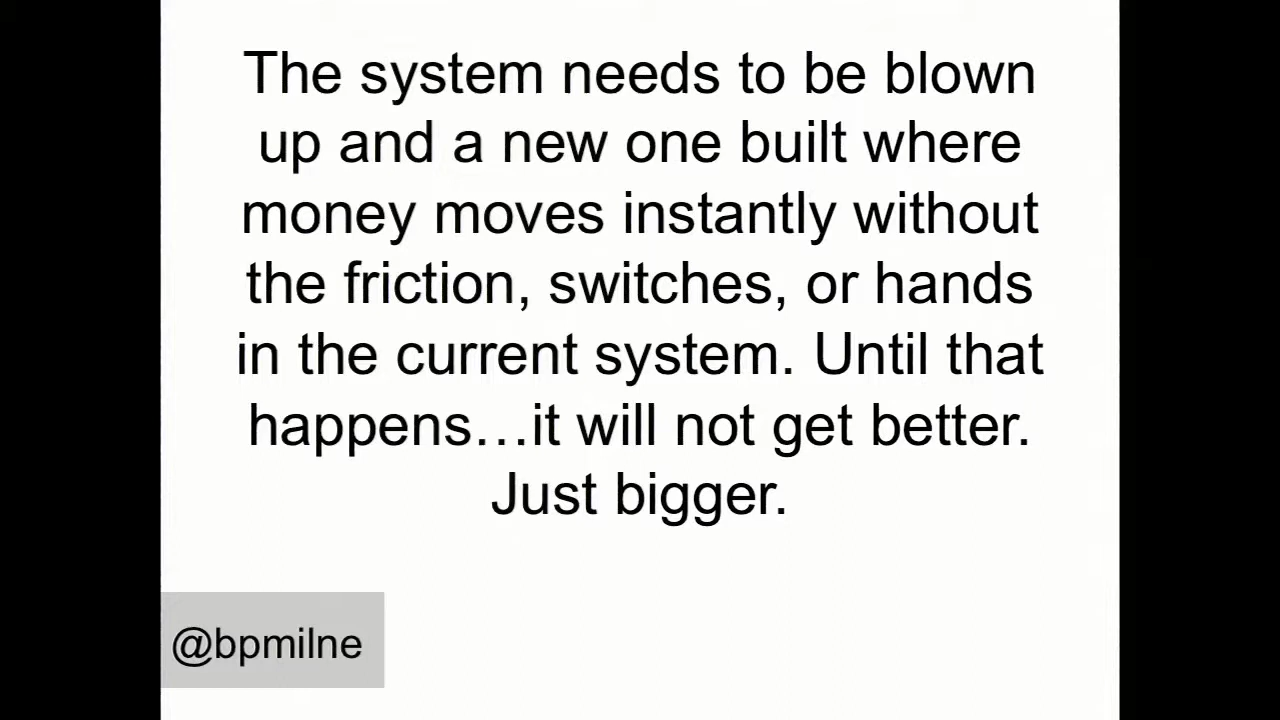 The system needs to be blown
up and a new one built where
money moves instantly without
the friction, switches, or hands
in the current system. Until that
happens…it will not get better.
Just bigger.
@bpmilne